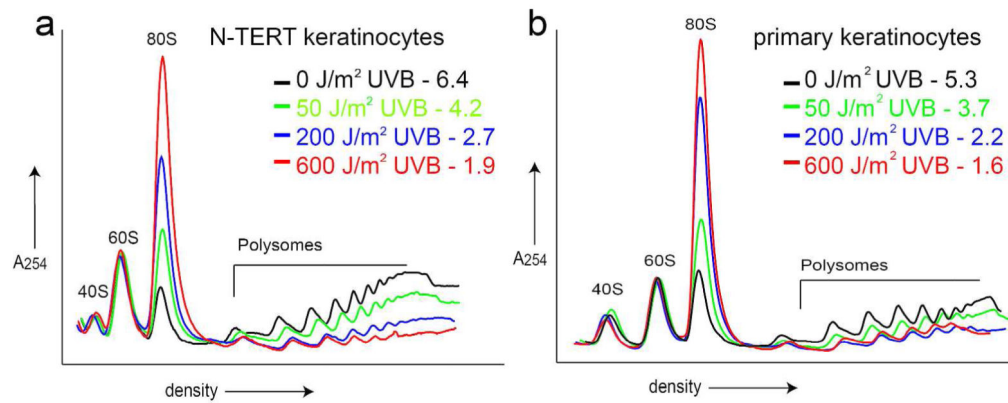 a
N-TERT keratinocytes
80S
0 J/m² UVB - 6.4
50 J/m² UVB - 4.2
200 J/m² UVB - 2.7
600 J/m² UVB - 1.9
60S
Polysomes
A254
40S
density
b
primary keratinocytes
80S
0 J/m² UVB - 5.3
50 J/m² UVB - 3.7
200 J/m² UVB - 2.2
600 J/m² UVB - 1.6
60S
Polysomes
A254
40S
density